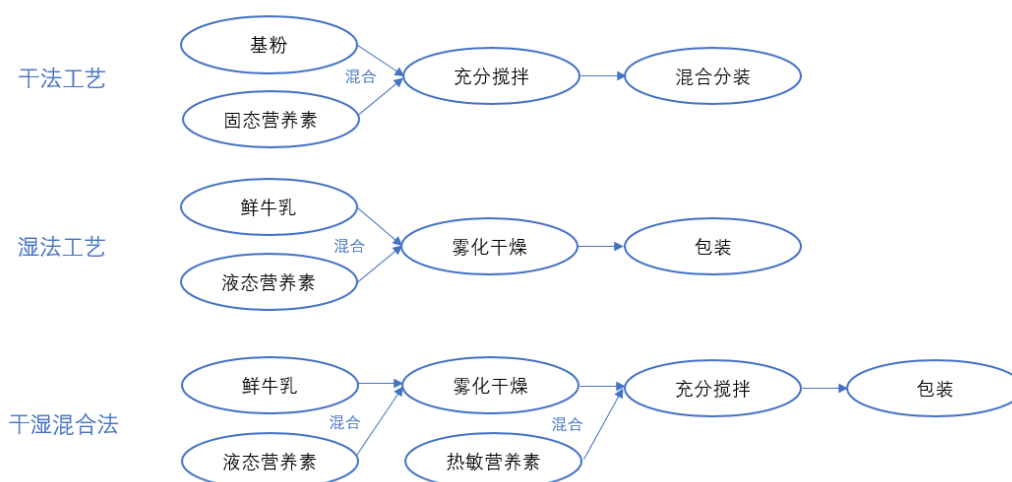 基粉
干法工艺
混合
充分搅拌
混合分装
固态营养素
鲜牛乳
湿法工艺
混合
雾化干燥
包装
液态营养素
鲜牛乳
雾化干燥
充分搅拌
包装
干湿混合法
混合
混合
液态营养素
热敏营养素